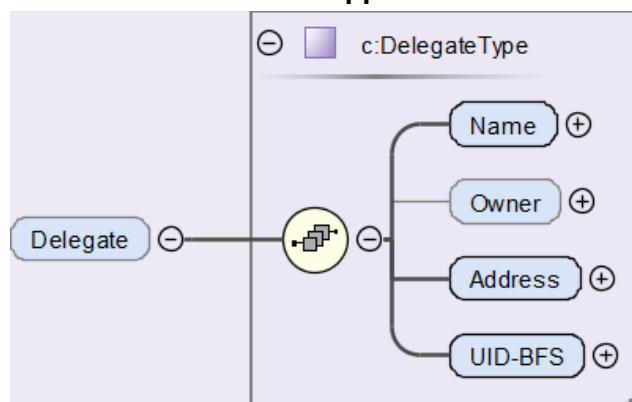 c:DelegateType
Name
Owner
Delegate
Address
UID-BFS